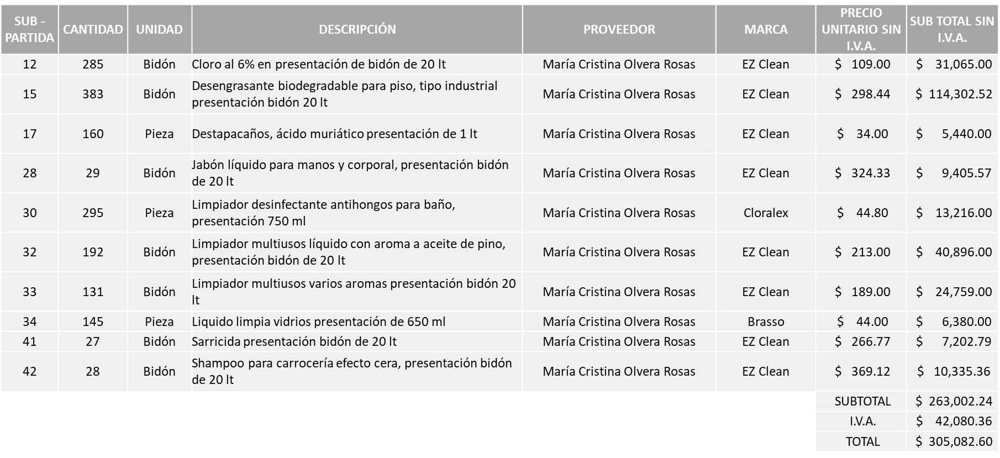 SUB - PARTIDA CANTIDAD UNIDAD DESCRIPCIÓN PROVEEDOR MARCA PRECIO UNITARIO SIN I.V.A. SUB TOTAL SIN I.V.A.
12 285 Bidón Cloro al 6% en presentación de bidón de 20 lt María Cristina Olvera Rosas EZ Clean $ 109.00 $ 31,065.00
15 383 Bidón Desengrasante biodegradable para piso, tipo industrial presentación bidón 20 lt María Cristina Olvera Rosas EZ Clean $ 298.44 $ 114,302.52
17 160 Pieza Destapacaños, ácido muriático presentación de 1 lt María Cristina Olvera Rosas EZ Clean $ 34.00 $ 5,440.00
28 29 Bidón Jabón líquido para manos y corporal, presentación bidón de 20 lt María Cristina Olvera Rosas EZ Clean $ 324.33 $ 9,405.57
30 295 Pieza Limpiador desinfectante antihongos para baño, presentación 750 ml María Cristina Olvera Rosas Cloralex $ 44.80 $ 13,216.00
32 192 Bidón Limpiador multiusos líquido con aroma a aceite de pino, presentación bidón de 20 lt María Cristina Olvera Rosas EZ Clean $ 213.00 $ 40,896.00
33 131 Bidón Limpiador multiusos varios aromas presentación bidón 20 lt María Cristina Olvera Rosas EZ Clean $ 189.00 $ 24,759.00
34 145 Pieza Liquido limpia vidrios presentación de 650 ml María Cristina Olvera Rosas Brasso $ 44.00 $ 6,380.00
41 27 Bidón Sarricida presentación bidón de 20 lt María Cristina Olvera Rosas EZ Clean $ 266.77 $ 7,202.79
42 28 Bidón Shampoo para carrocería efecto cera, presentación bidón de 20 lt María Cristina Olvera Rosas EZ Clean $ 369.12 $ 10,335.36
SUBTOTAL $ 263,002.24
I.V.A. $ 42,080.36
TOTAL $ 305,082.60